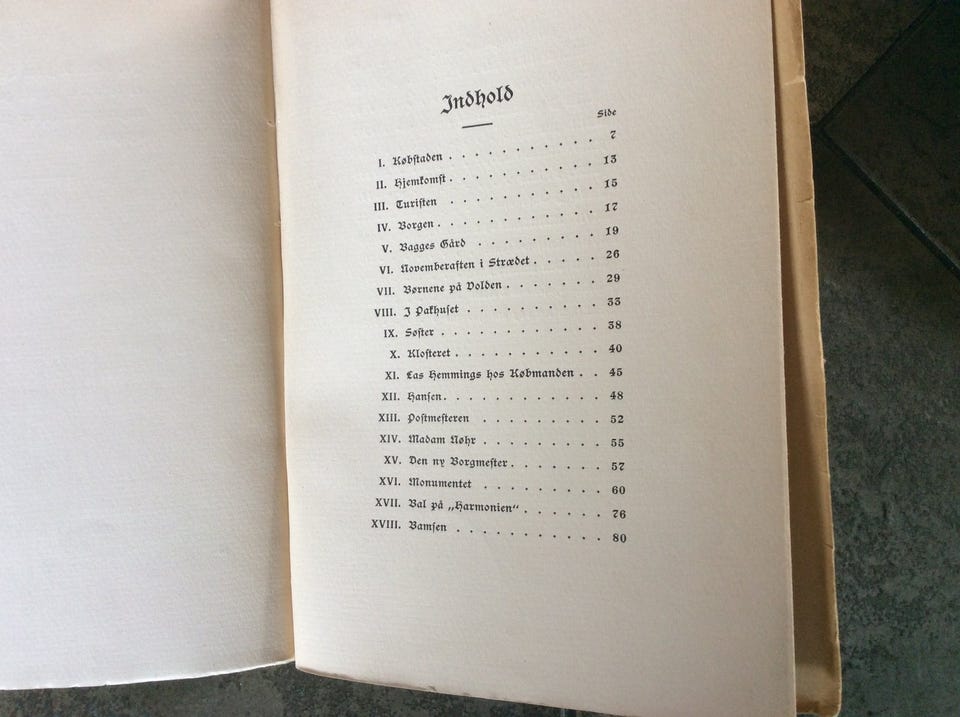 Indhold
Side
I. Købstaden . . . . . . . . . . . 7
II. Hjemkomst . . . . . . . . . . . 13
III. Turisten . . . . . . . . . . . 15
IV. Borgen . . . . . . . . . . . 17
V. Bagges Gård . . . . . . . . . 19
VI. Novemberaften i Strædet . . . . . 26
VII. Børnene på Volden . . . . . . . 29
VIII. I Pakhuset . . . . . . . . . . 33
IX. Søster . . . . . . . . . . . . 38
X. Klosteret . . . . . . . . . . . 40
XI. Las Hemmings hos Købmanden . . 45
XII. Hansen . . . . . . . . . . . . 48
XIII. Postmesteren . . . . . . . . . 52
XIV. Madam Nøhr . . . . . . . . . 55
XV. Den ny Borgmester . . . . . . . 57
XVI. Monumentet . . . . . . . . . 60
XVII. Bal på „Harmonien“ . . . . . . 76
XVIII. Bamsen . . . . . . . . . . . 80